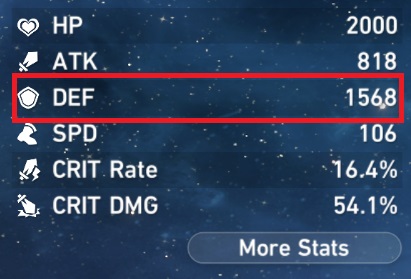 HP 2000
ATK 818
DEF 1568
SPD 106
CRIT Rate 16.4%
CRIT DMG 54.1%
More Stats